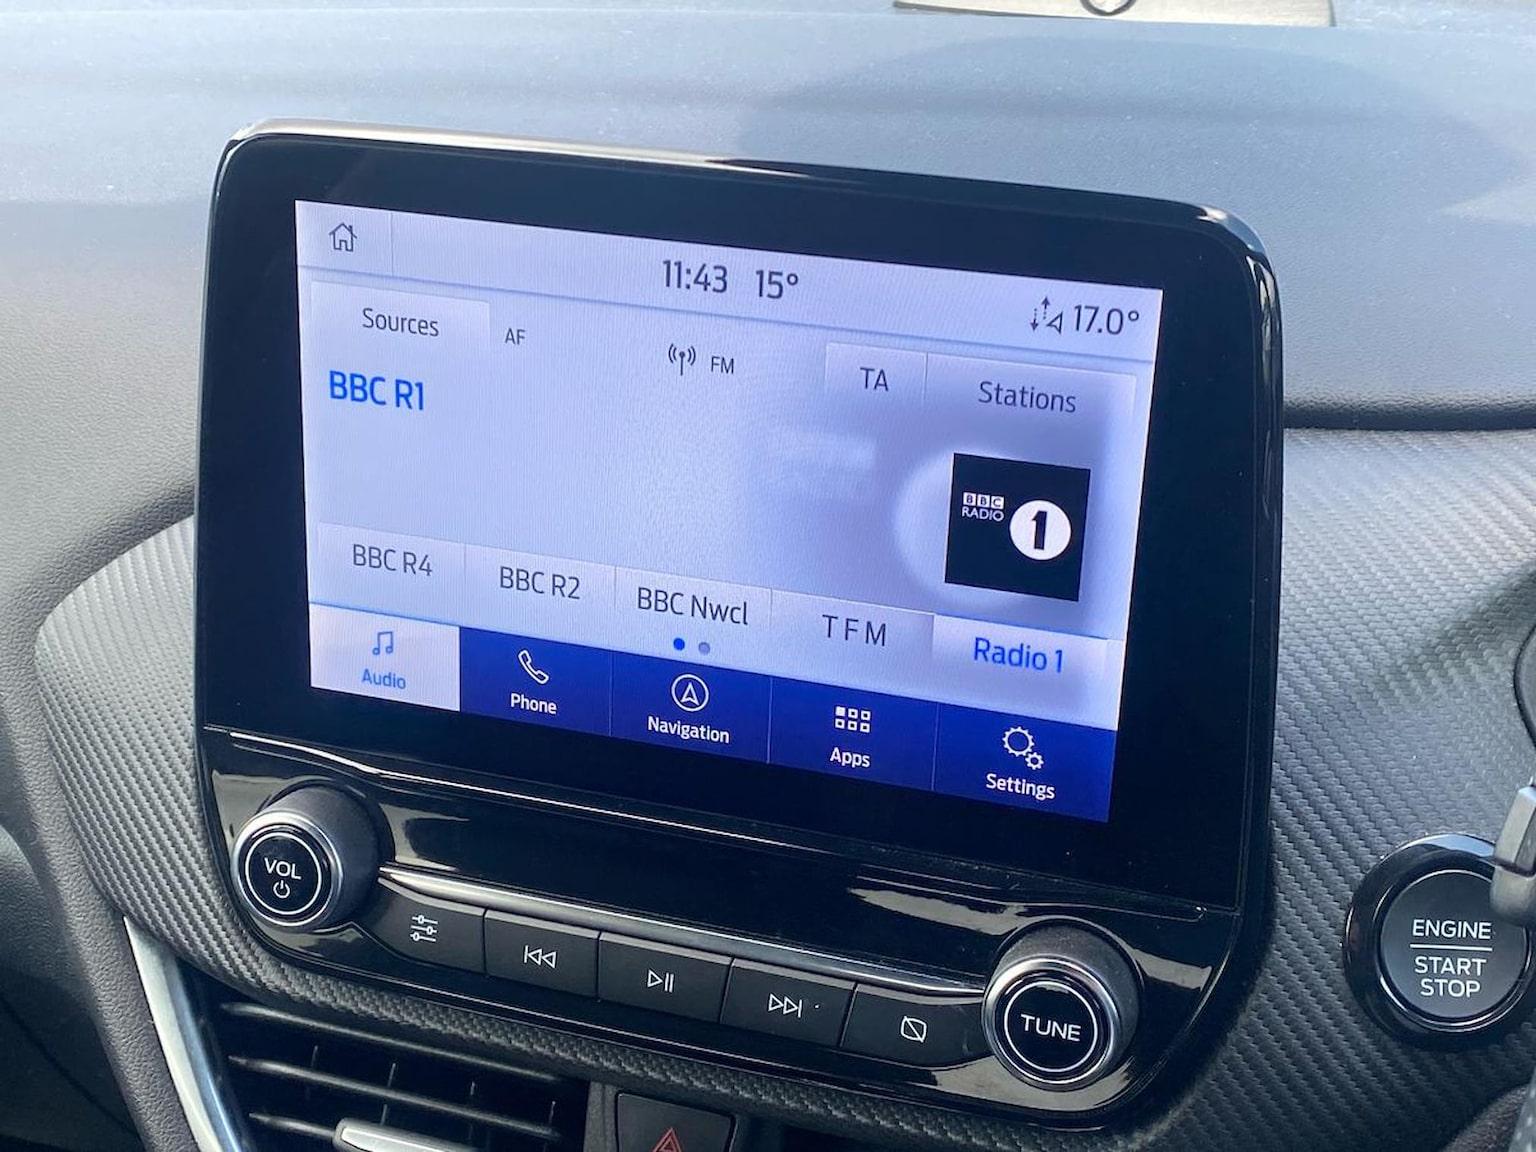 11:43 15°
17.0°
Sources
AF
FM
TA
Stations
BBC R1
BBC
RADIO
1
BBC R4
BBC R2
BBC Nwcl
TFM
Radio 1
Audio
Phone
Navigation
Apps
Settings
VOL
TUNE
ENGINE
START
STOP